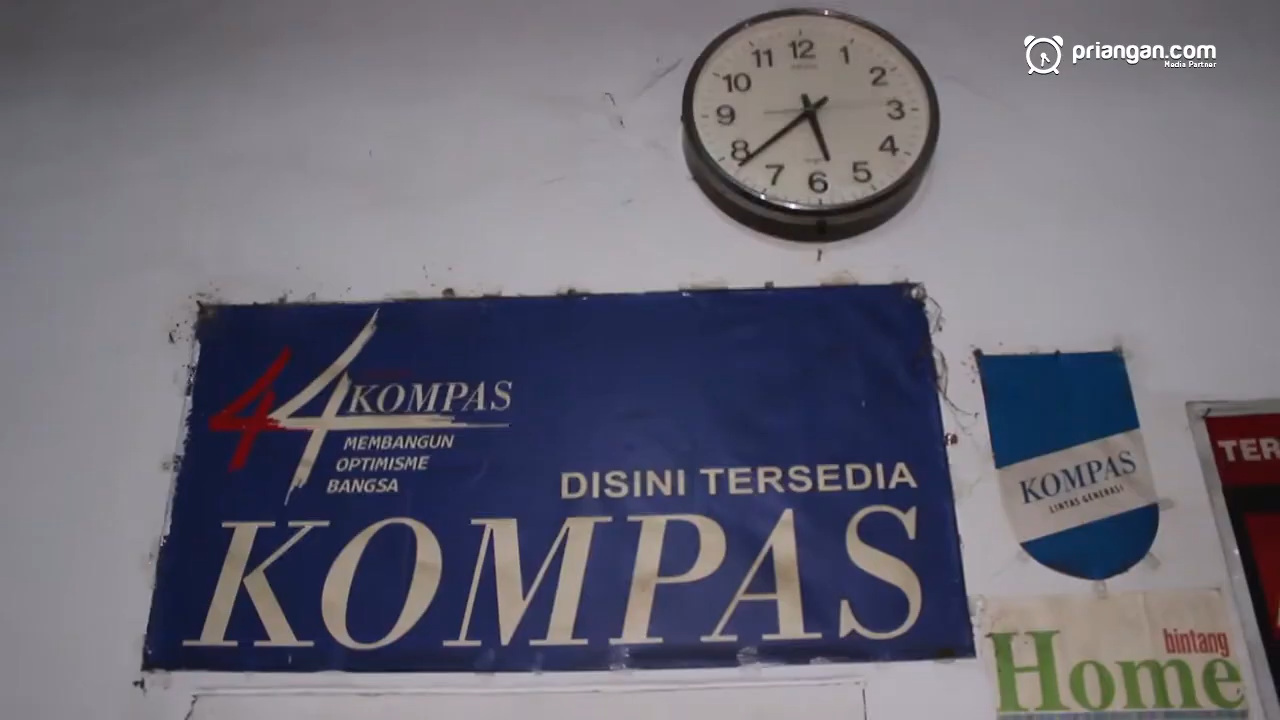 priangan.com
Media Partner
11 12 1
10 2
9 3
8 4
7 6 5
44 KOMPAS
MEMBANGUN
OPTIMISME
BANGSA
DISINI TERSEDIA
KOMPAS
KOMPAS
LINTAS GENERASI
TER
bintang
Home